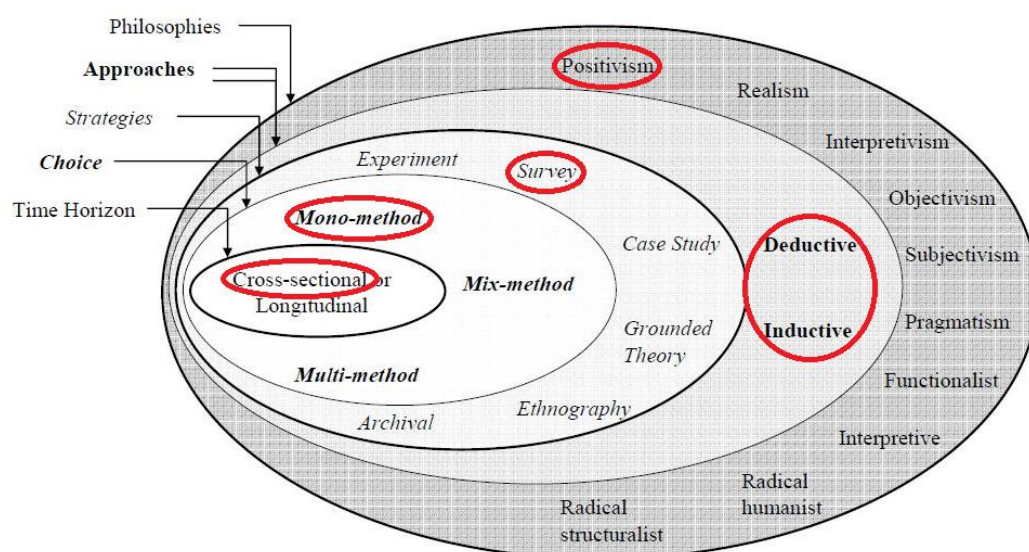 Philosophies
Approaches
Strategies
Choice
Time Horizon
Positivism
Realism
Interpretivism
Objectivism
Subjectivism
Pragmatism
Functionalist
Interpretive
Radical
humanist
Radical
structuralist
Deductive
Inductive
Experiment
Survey
Case Study
Grounded
Theory
Ethnography
Archival
Mono-method
Mix-method
Multi-method
Cross-sectional or
Longitudinal